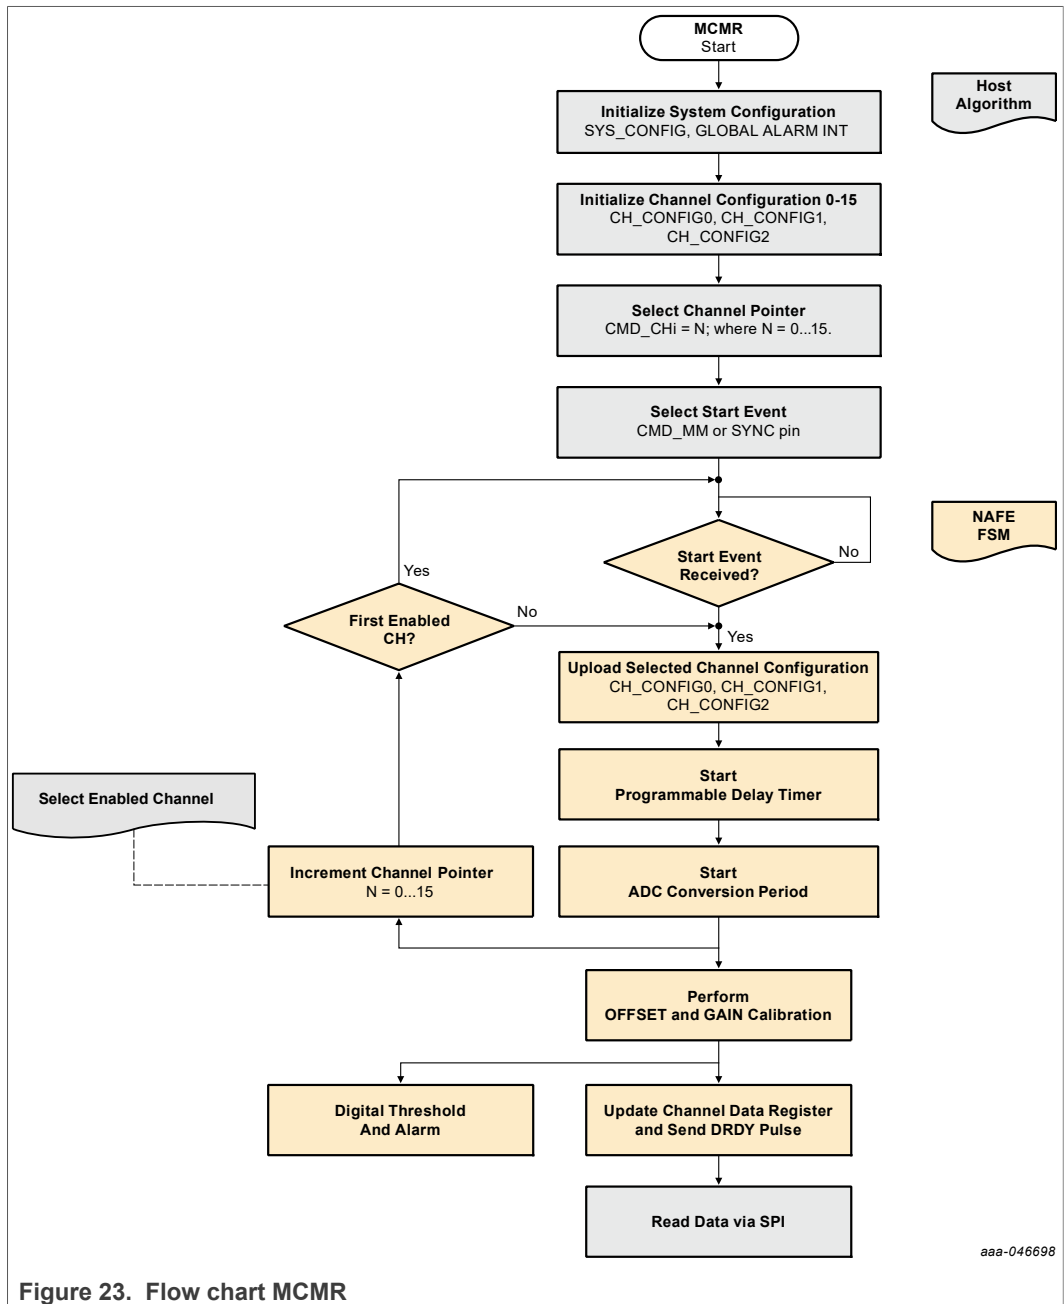 MCMR
Start
Host
Algorithm
Initialize System Configuration
SYS_CONFIG, GLOBAL ALARM INT
Initialize Channel Configuration 0-15
CH_CONFIG0, CH_CONFIG1,
CH_CONFIG2
Select Channel Pointer
CMD_CHi = N; where N = 0...15.
Select Start Event
CMD_MM or SYNC pin
NAFE
FSM
Start Event
Received?
No
Yes
First Enabled
CH?
No
Yes
Upload Selected Channel Configuration
CH_CONFIG0, CH_CONFIG1,
CH_CONFIG2
Start
Programmable Delay Timer
Select Enabled Channel
Increment Channel Pointer
N = 0...15
Start
ADC Conversion Period
Perform
OFFSET and GAIN Calibration
Digital Threshold
And Alarm
Update Channel Data Register
and Send DRDY Pulse
Read Data via SPI
aaa-046698
Figure 23. Flow chart MCMR